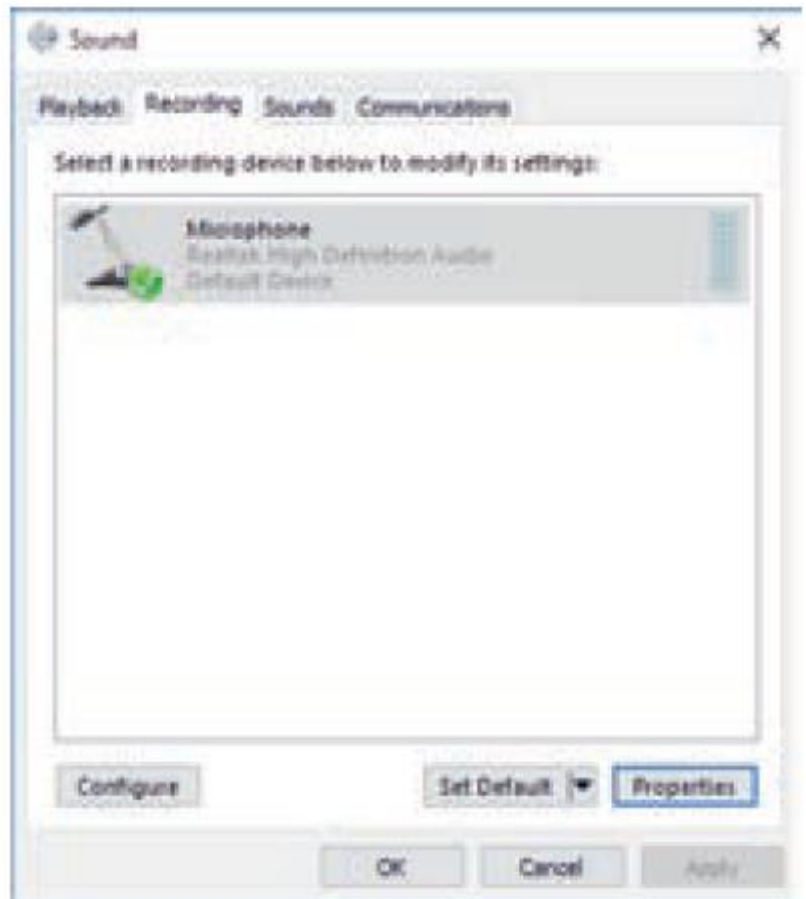 Sound
Playback Recording Sounds Communications
Select a recording device below to modify its settings:
Microphone
Realtek High Definition Audio
Default Device
Configure Set Default Properties
OK Cancel Apply